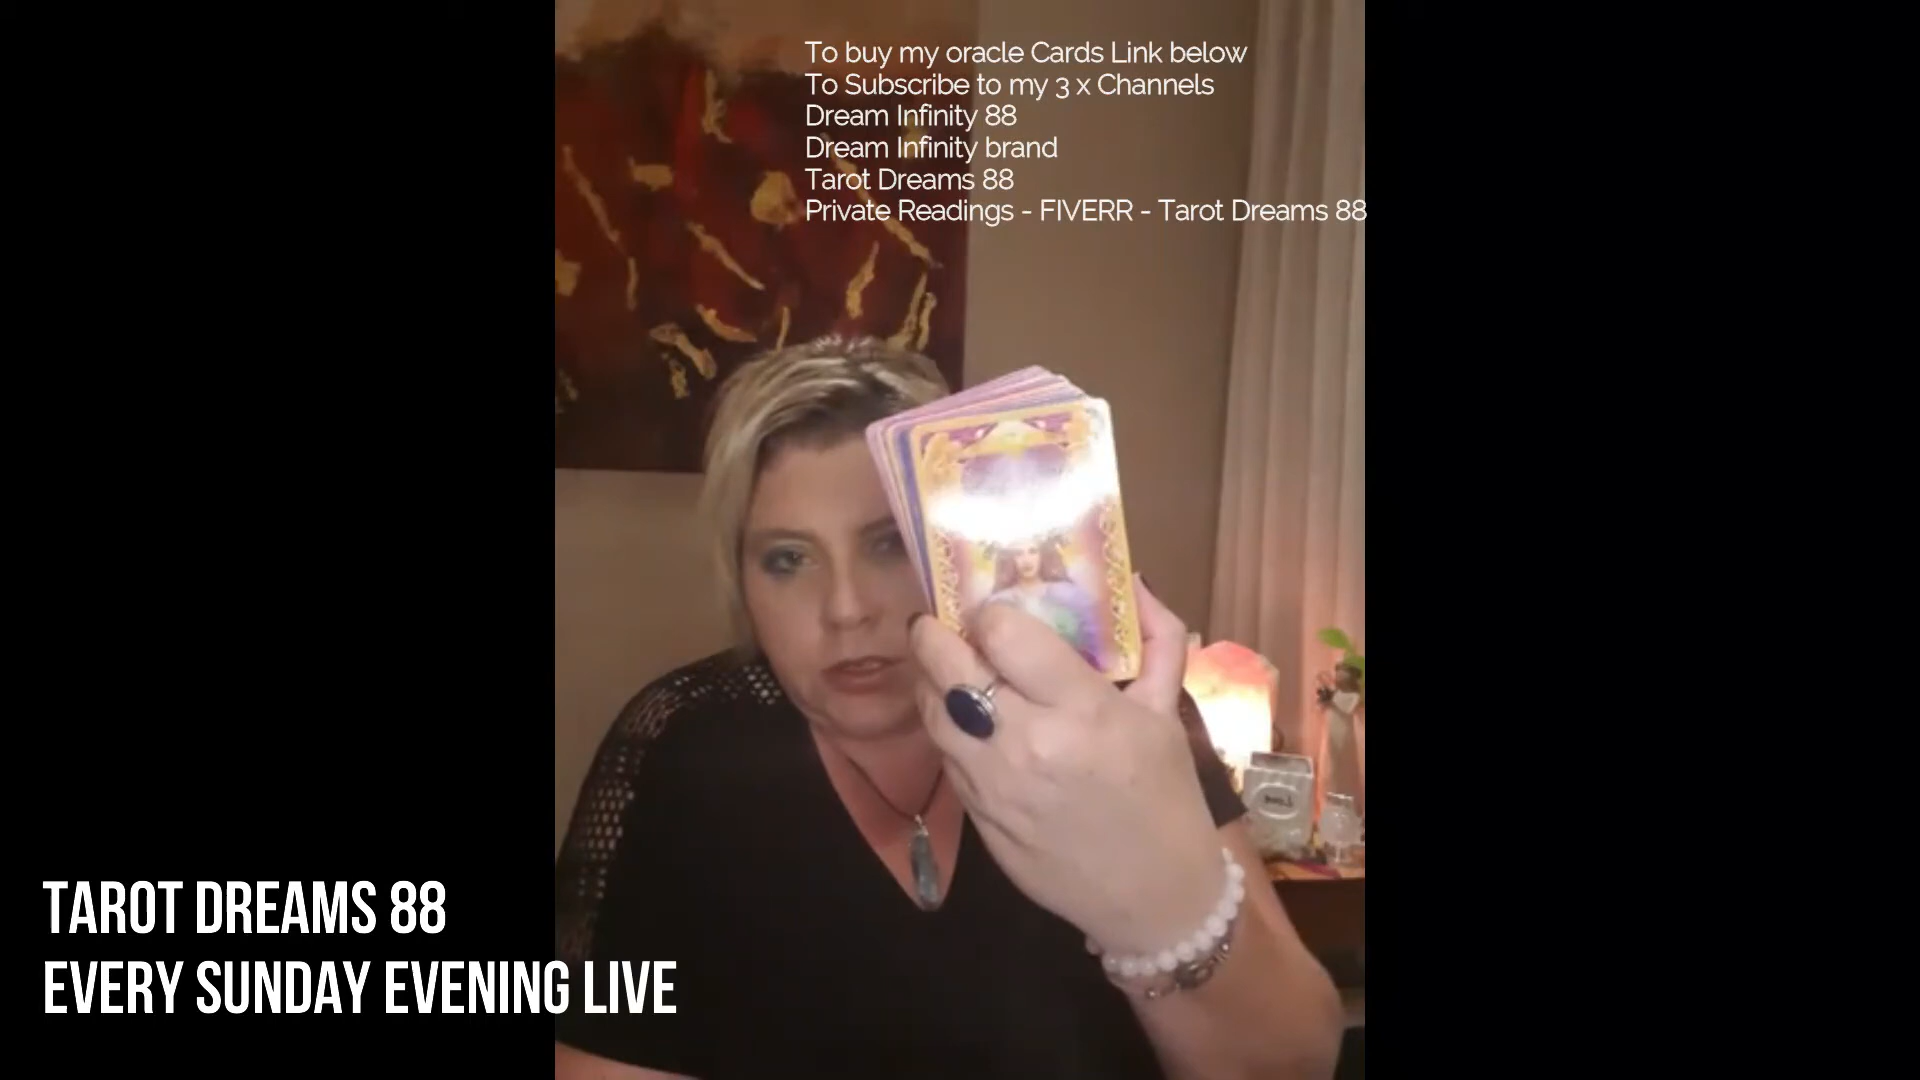 To buy my oracle Cards Link below
To Subscribe to my 3 x Channels
Dream Infinity 88
Dream Infinity brand
Tarot Dreams 88
Private Readings - FIVERR - Tarot Dreams 88
TAROT DREAMS 88
EVERY SUNDAY EVENING LIVE